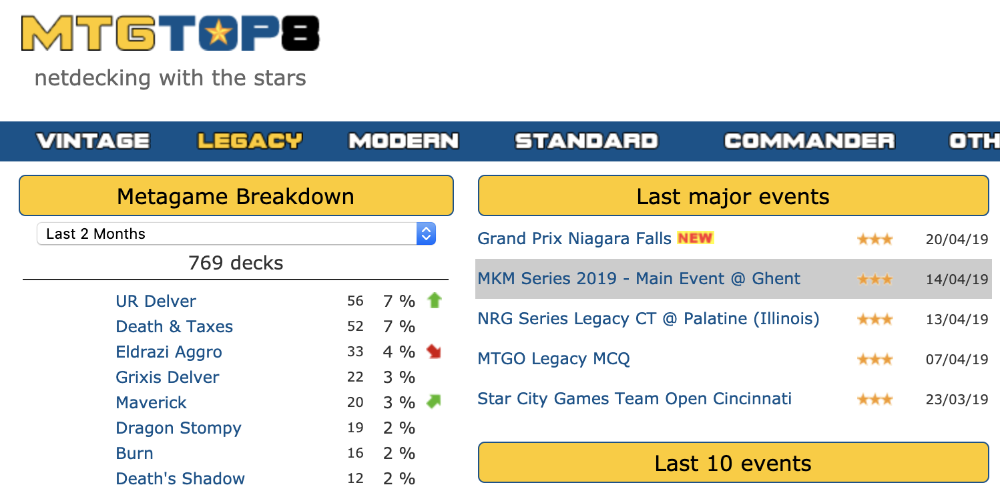 MTGTOP8
netdecking with the stars
VINTAGE LEGACY MODERN STANDARD COMMANDER OTH
Metagame Breakdown
Last 2 Months
769 decks
UR Delver 56 7 %
Death & Taxes 52 7 %
Eldrazi Aggro 33 4 %
Grixis Delver 22 3 %
Maverick 20 3 %
Dragon Stompy 19 2 %
Burn 16 2 %
Death's Shadow 12 2 %
Last major events
Grand Prix Niagara Falls NEW 20/04/19
MKM Series 2019 - Main Event @ Ghent 14/04/19
NRG Series Legacy CT @ Palatine (Illinois) 13/04/19
MTGO Legacy MCQ 07/04/19
Star City Games Team Open Cincinnati 23/03/19
Last 10 events